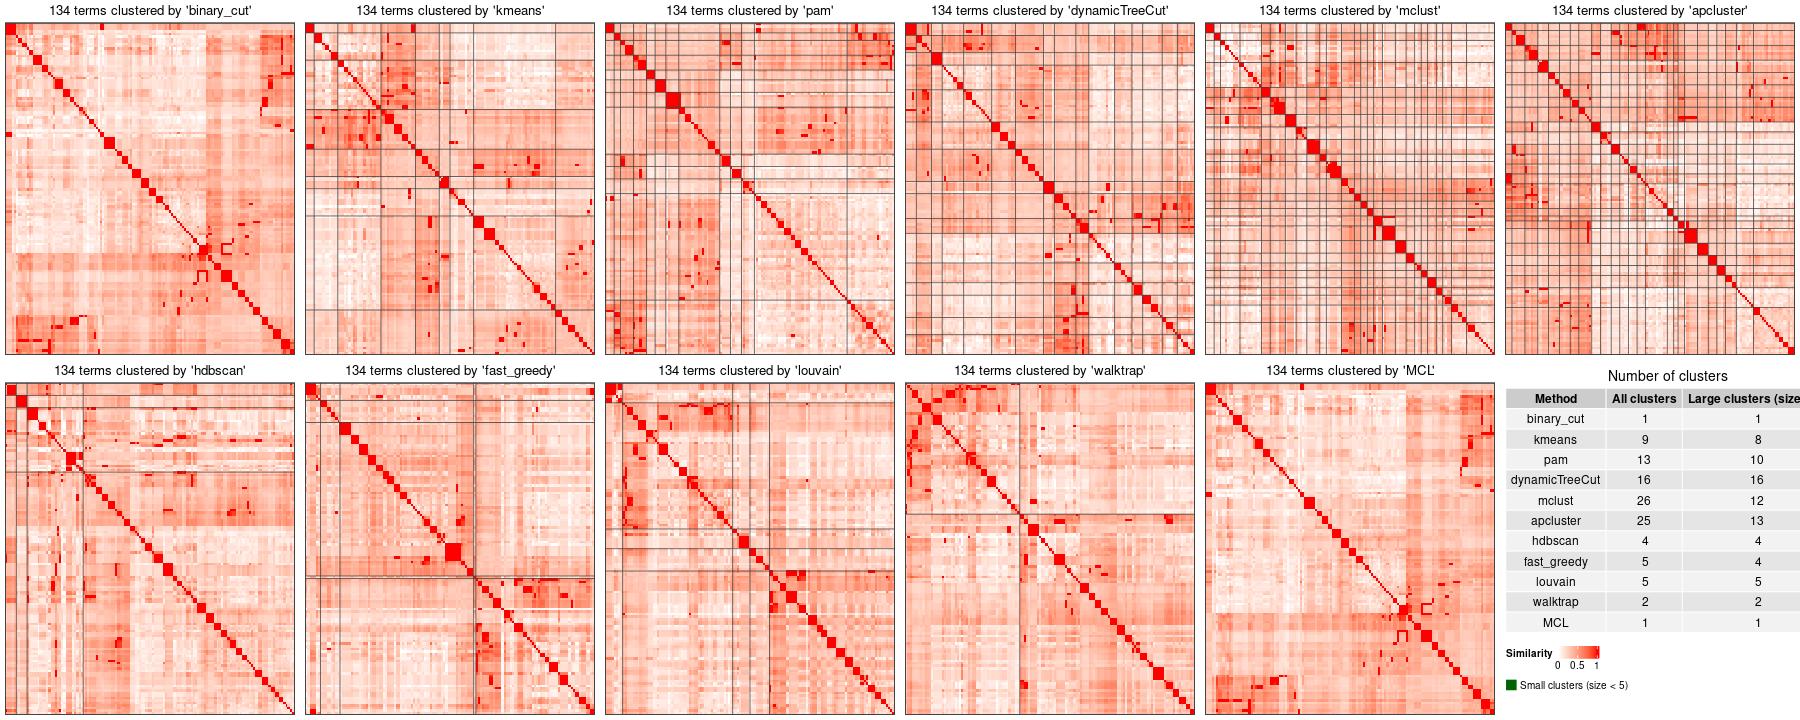 134 terms clustered by 'binary_cut'
134 terms clustered by 'kmeans'
134 terms clustered by 'pam'
134 terms clustered by 'dynamicTreeCut'
134 terms clustered by 'mclust'
134 terms clustered by 'apcluster'
134 terms clustered by 'hdbscan'
134 terms clustered by 'fast_greedy'
134 terms clustered by 'louvain'
134 terms clustered by 'walktrap'
134 terms clustered by 'MCL'
Number of clusters
Method All clusters Large clusters (size
binary_cut 1 1
kmeans 9 8
pam 13 10
dynamicTreeCut 16 16
mclust 26 12
apcluster 25 13
hdbscan 4 4
fast_greedy 5 4
louvain 5 5
walktrap 2 2
MCL 1 1
Similarity
0 0.5 1
Small clusters (size < 5)